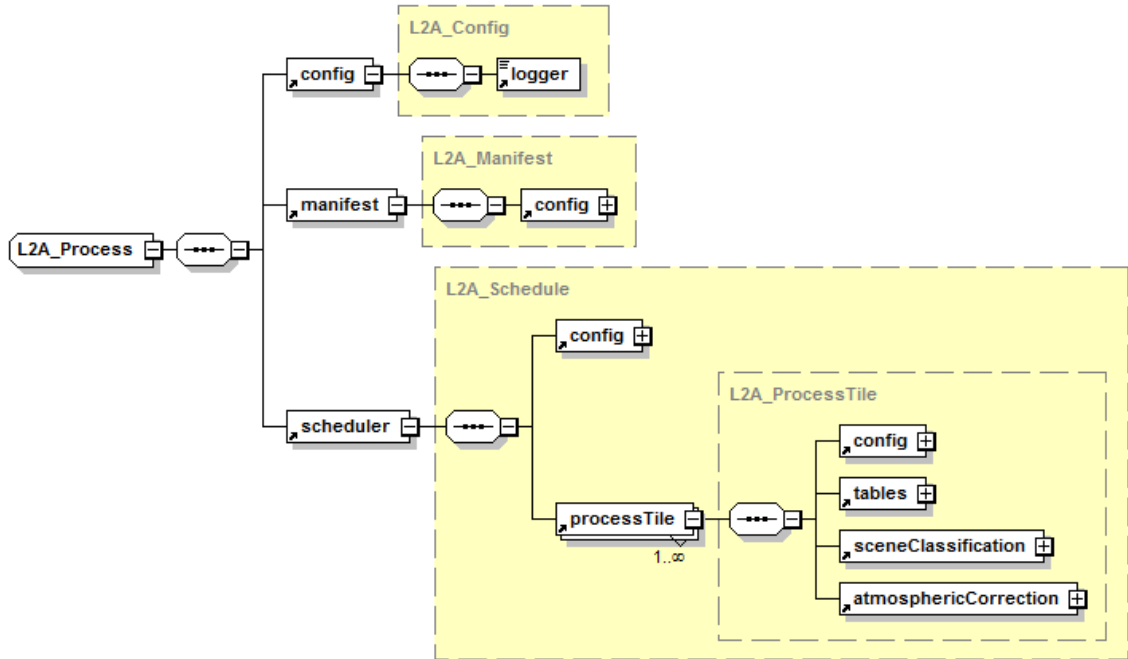 L2A_Config
config
logger
L2A_Manifest
manifest
config
L2A_Process
L2A_Schedule
config
L2A_ProcessTile
scheduler
config
tables
processTile
1..∞
sceneClassification
atmosphericCorrection